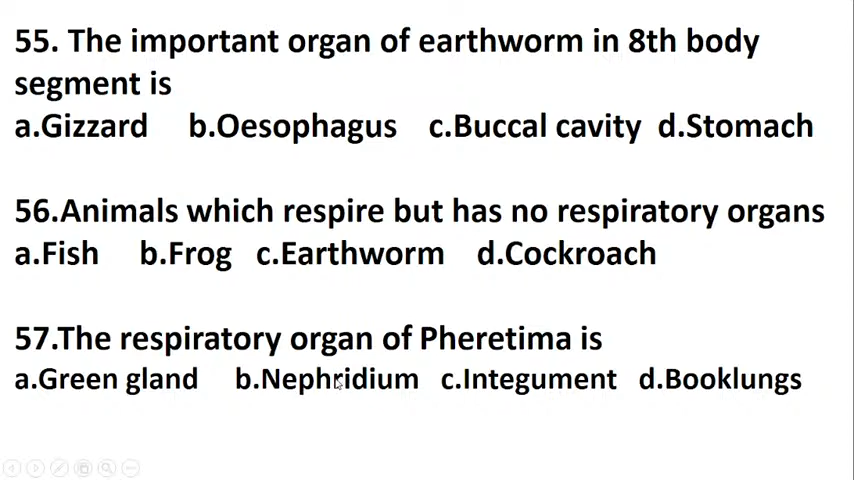 55. The important organ of earthworm in 8th body
segment is
a.Gizzard b.Oesophagus c.Buccal cavity d.Stomach
56.Animals which respire but has no respiratory organs
a.Fish b.Frog c.Earthworm d.Cockroach
57.The respiratory organ of Pheretima is
a.Green gland b.Nephridium c.Integument d.Booklungs